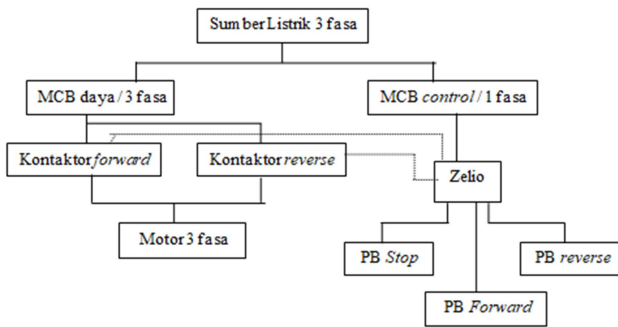 Sumber Listrik 3 fasa
MCB daya / 3 fasa
MCB control / 1 fasa
Kontaktor forward
Kontaktor reverse
Zelio
Motor 3 fasa
PB Stop
PB reverse
PB Forward